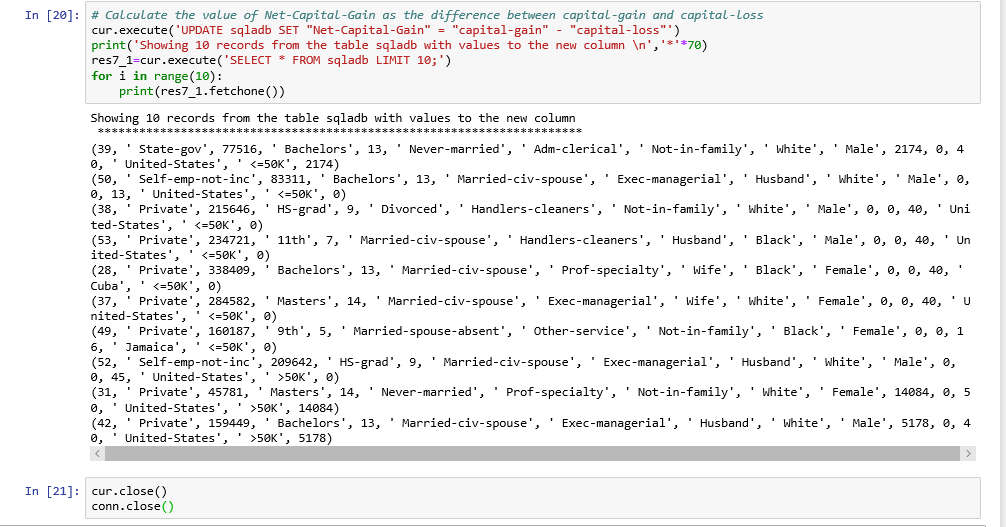 In [20]: # Calculate the value of Net-Capital-Gain as the difference between capital-gain and capital-loss
cur.execute('UPDATE sqladb SET "Net-Capital-Gain" = "capital-gain" - "capital-loss"')
print('Showing 10 records from the table sqladb with values to the new column \n','*'*70)
res7_1=cur.execute('SELECT * FROM sqladb LIMIT 10;')
for i in range(10):
    print(res7_1.fetchone())
Showing 10 records from the table sqladb with values to the new column
 **********************************************************************
(39, ' State-gov', 77516, ' Bachelors', 13, ' Never-married', ' Adm-clerical', ' Not-in-family', ' White', ' Male', 2174, 0, 4
0, ' United-States', ' <=50K', 2174)
(50, ' Self-emp-not-inc', 83311, ' Bachelors', 13, ' Married-civ-spouse', ' Exec-managerial', ' Husband', ' White', ' Male', 0,
0, 13, ' United-States', ' <=50K', 0)
(38, ' Private', 215646, ' HS-grad', 9, ' Divorced', ' Handlers-cleaners', ' Not-in-family', ' White', ' Male', 0, 0, 40, ' Uni
ted-States', ' <=50K', 0)
(53, ' Private', 234721, ' 11th', 7, ' Married-civ-spouse', ' Handlers-cleaners', ' Husband', ' Black', ' Male', 0, 0, 40, ' Un
ited-States', ' <=50K', 0)
(28, ' Private', 338409, ' Bachelors', 13, ' Married-civ-spouse', ' Prof-specialty', ' Wife', ' Black', ' Female', 0, 0, 40, '
Cuba', ' <=50K', 0)
(37, ' Private', 284582, ' Masters', 14, ' Married-civ-spouse', ' Exec-managerial', ' Wife', ' White', ' Female', 0, 0, 40, ' U
nited-States', ' <=50K', 0)
(49, ' Private', 160187, ' 9th', 5, ' Married-spouse-absent', ' Other-service', ' Not-in-family', ' Black', ' Female', 0, 0, 1
6, ' Jamaica', ' <=50K', 0)
(52, ' Self-emp-not-inc', 209642, ' HS-grad', 9, ' Married-civ-spouse', ' Exec-managerial', ' Husband', ' White', ' Male', 0,
0, 45, ' United-States', ' >50K', 0)
(31, ' Private', 45781, ' Masters', 14, ' Never-married', ' Prof-specialty', ' Not-in-family', ' White', ' Female', 14084, 0, 5
0, ' United-States', ' >50K', 14084)
(42, ' Private', 159449, ' Bachelors', 13, ' Married-civ-spouse', ' Exec-managerial', ' Husband', ' White', ' Male', 5178, 0, 4
0, ' United-States', ' >50K', 5178)
In [21]: cur.close()
conn.close()